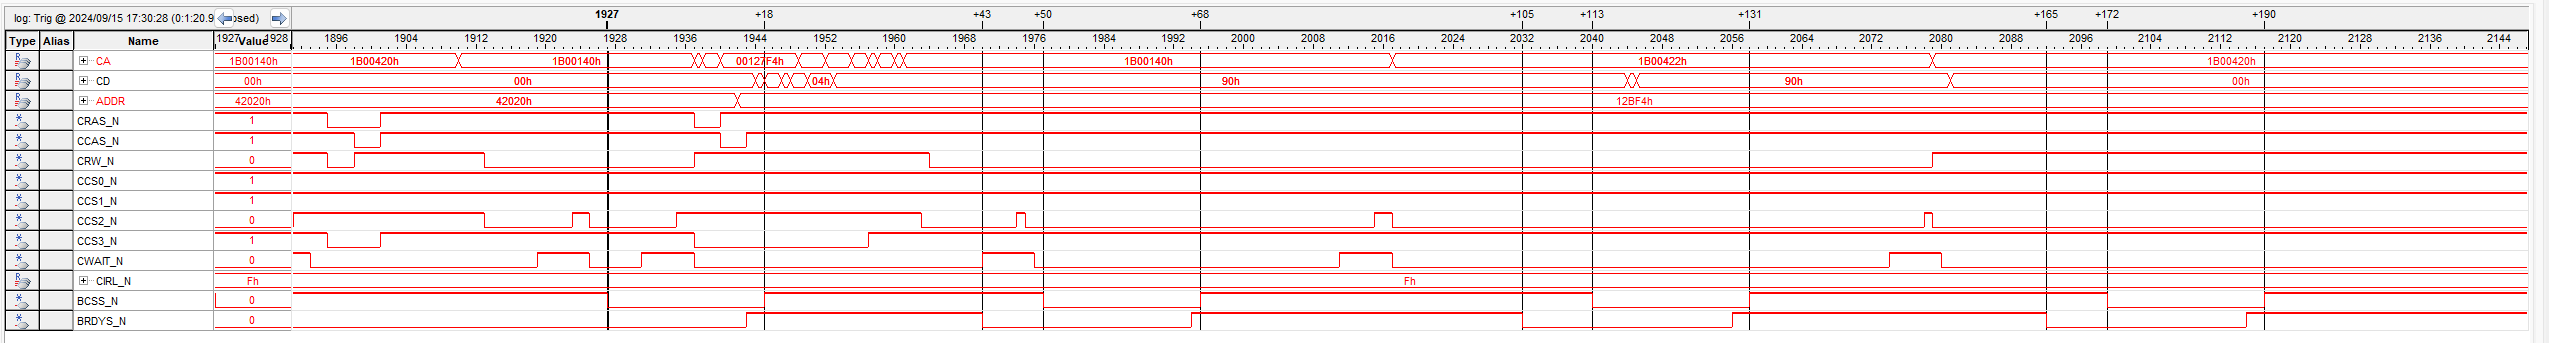 log: Trig @ 2024/09/15 17:30:28 (0:1:20.9 osed) 1927 +18 +43 +50 +68 +105 +113 +131 +165 +172 +190
Type Alias Name 1927 Value 1928 1896 1904 1912 1920 1928 1936 1944 1952 1960 1968 1976 1984 1992 2000 2008 2016 2024 2032 2040 2048 2056 2064 2072 2080 2088 2096 2104 2112 2120 2128 2136 2144
CA 1B00140h 1B00420h 1B00140h 00127F4h 1B00140h 1B00422h 1B00420h
CD 00h 00h 04h 90h 90h 00h
ADDR 42020h 42020h 12BF4h
CRAS_N 1
CCAS_N 1
CRW_N 0
CCS0_N 1
CCS1_N 1
CCS2_N 0
CCS3_N 1
CWAIT_N 0
CIRL_N Fh Fh
BCSS_N 0
BRDYS_N 0